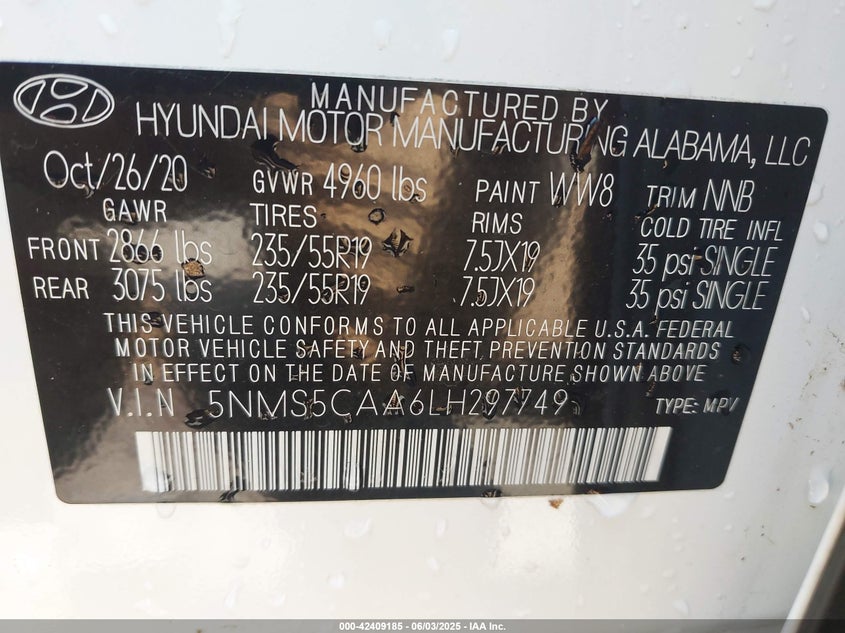 MANUFACTURED BY
HYUNDAI MOTOR MANUFACTURING ALABAMA, LLC
Oct/26/20 GVWR 4960 lbs PAINT WW8 TRIM NNB
GAWR TIRES RIMS COLD TIRE INFL
FRONT 2866 lbs 235/55R19 7.5JX19 35 psi SINGLE
REAR 3075 lbs 235/55R19 7.5JX19 35 psi SINGLE
THIS VEHICLE CONFORMS TO ALL APPLICABLE U.S.A. FEDERAL
MOTOR VEHICLE SAFETY AND THEFT PREVENTION STANDARDS
IN EFFECT ON THE DATE OF MANUFACTURE SHOWN ABOVE
V.I.N 5NMS5CAA6LH297749 TYPE: MPV
000-42409185 - 06/03/2025 - IAA Inc.